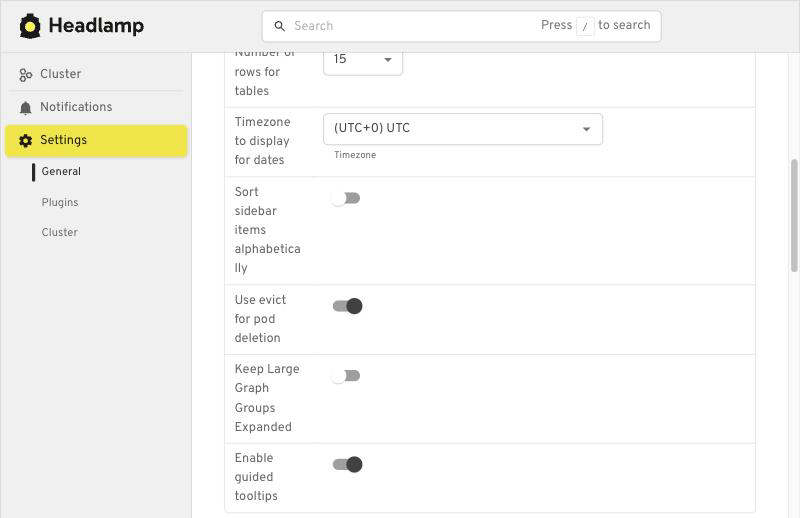 Headlamp
Search
Press / to search
Cluster
Notifications
Settings
General
Plugins
Cluster
Number of
rows for
tables
15
Timezone
to display
for dates
(UTC+0) UTC
Timezone
Sort
sidebar
items
alphabetica
lly
Use evict
for pod
deletion
Keep Large
Graph
Groups
Expanded
Enable
guided
tooltips